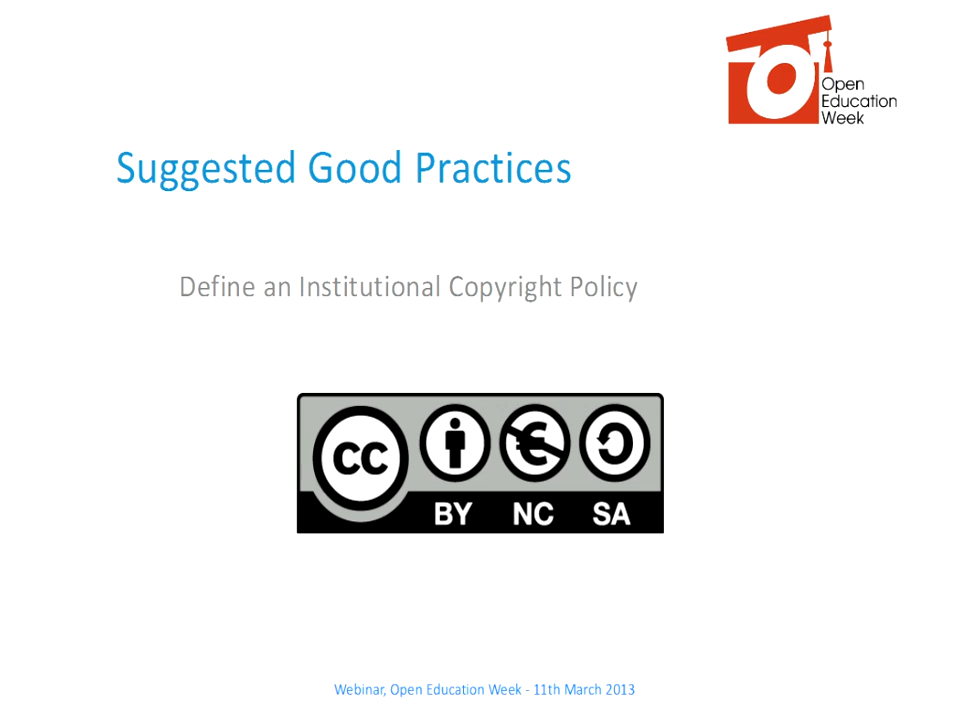 Open
Education
Week
Suggested Good Practices
Define an Institutional Copyright Policy
CC
BY NC SA
Webinar, Open Education Week - 11th March 2013